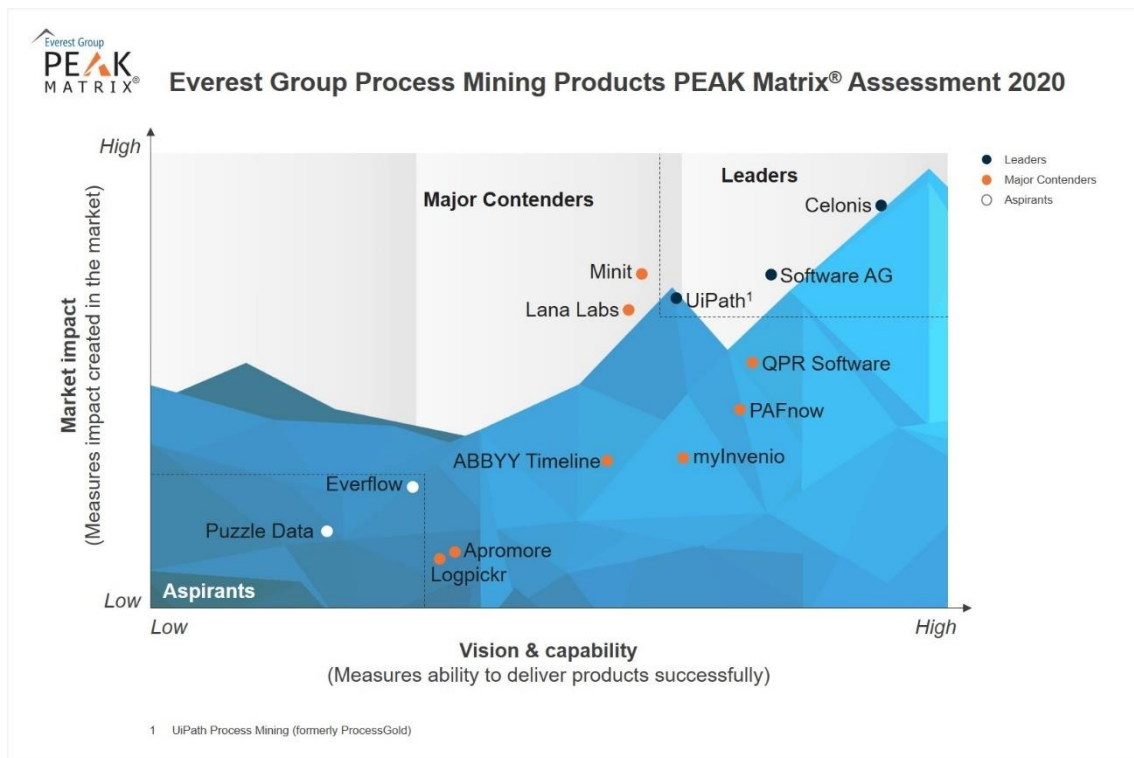 Everest Group
PEAK
MATRIX®
Everest Group Process Mining Products PEAK Matrix® Assessment 2020
High
Leaders
Major Contenders
Aspirants
Leaders
Major Contenders
Celonis
Minit
Software AG
UiPath¹
Lana Labs
QPR Software
PAFnow
ABBYY Timeline
myInvenio
Everflow
Puzzle Data
Apromore
Logpickr
Aspirants
Market impact
(Measures impact created in the market)
Low
Low
High
Vision & capability
(Measures ability to deliver products successfully)
1 UiPath Process Mining (formerly ProcessGold)